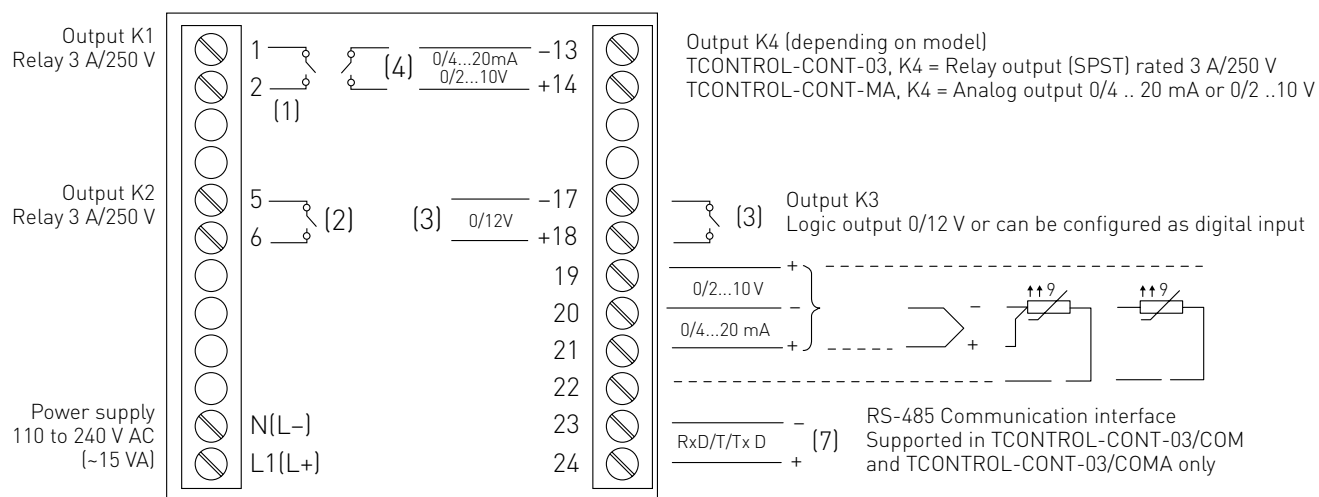 Output K1
Relay 3 A/250 V
1
2
(1)
(4)
0/4...20mA
0/2...10V
–13
+14
Output K4 (depending on model)
TCONTROL-CONT-03, K4 = Relay output (SPST) rated 3 A/250 V
TCONTROL-CONT-MA, K4 = Analog output 0/4 .. 20 mA or 0/2 ..10 V
Output K2
Relay 3 A/250 V
5
6
(2)
(3)
0/12V
–17
+18
(3)
Output K3
Logic output 0/12 V or can be configured as digital input
19
20
21
22
+
0/2...10 V
–
0/4...20 mA
+
–
+
9
9
Power supply
110 to 240 V AC
(~15 VA)
N(L–)
L1(L+)
23
24
–
RxD/T/Tx D
+
(7)
RS-485 Communication interface
Supported in TCONTROL-CONT-03/COM
and TCONTROL-CONT-03/COMA only